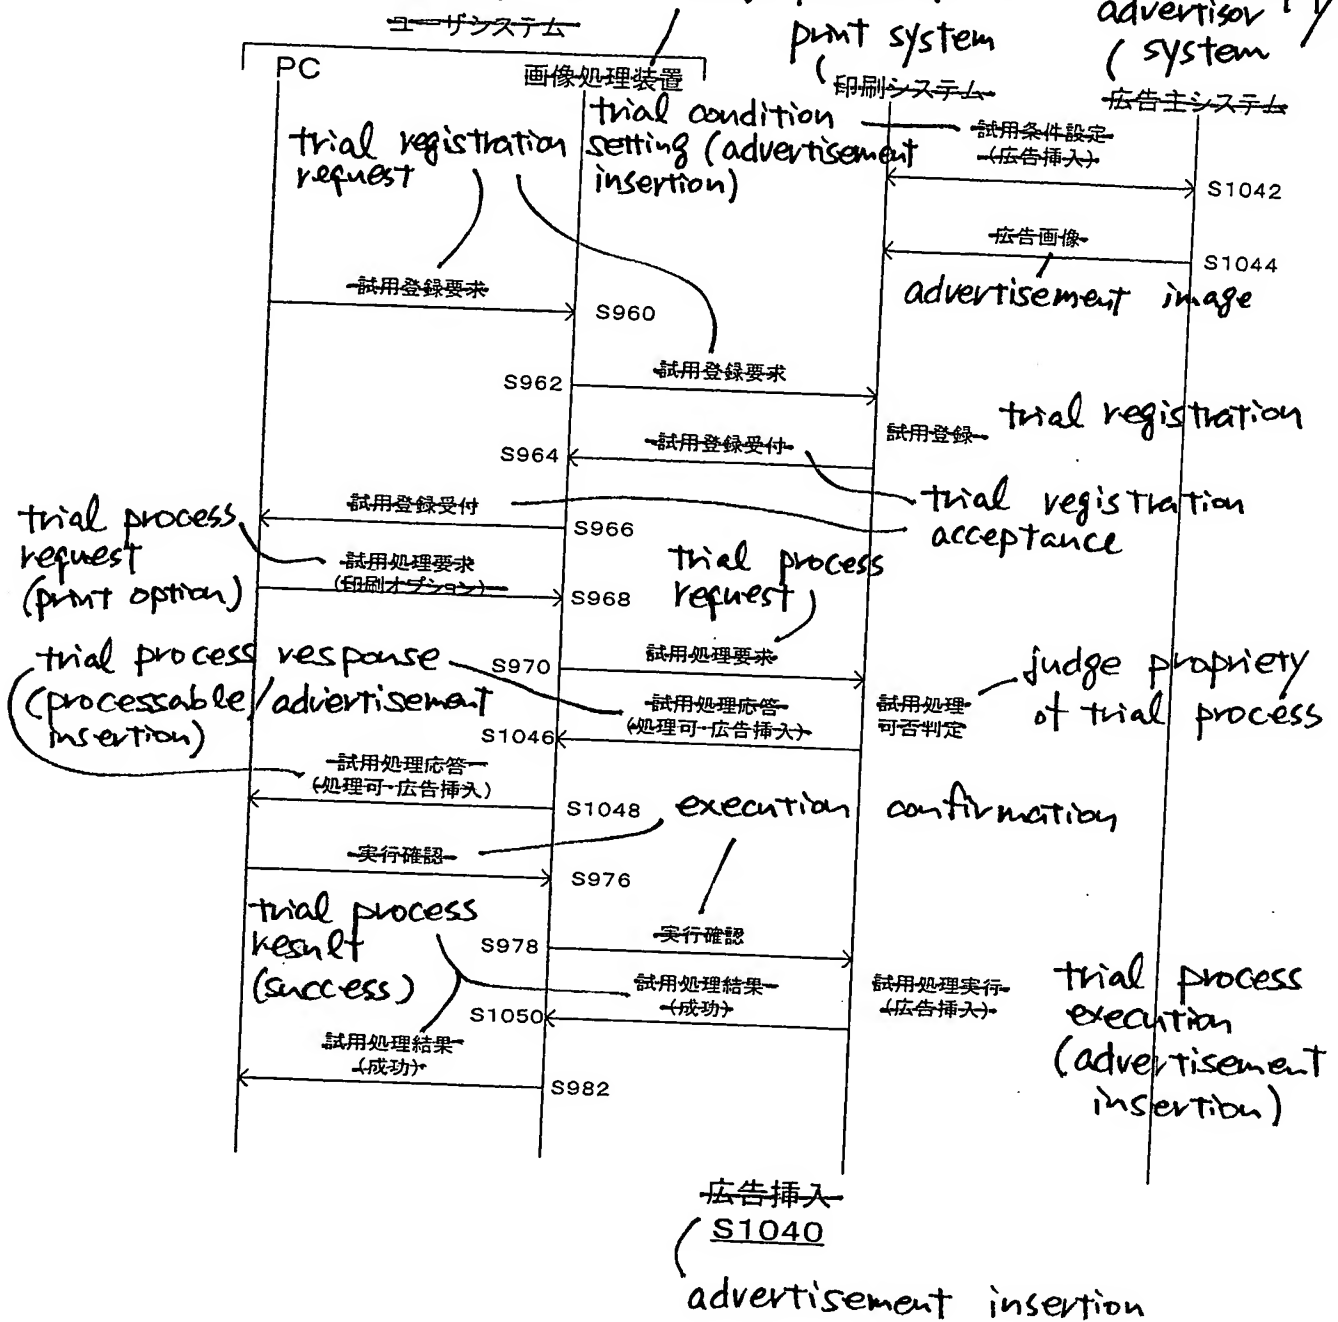 ユーザシステム
print system
advertisor
system
PC
画像処理装置
印刷システム
広告主システム
trial condition
setting (advertisement
insertion)
試用条件設定
(広告挿入)
trial registration
request
S1042
広告画像
S1044
advertisement image
試用登録要求
S960
試用登録要求
S962
試用登録
trial registration
試用登録受付
S964
試用登録受付
S966
trial registration
acceptance
trial process
request
(print option)
試用処理要求
(印刷オプション)
S968
trial process
request
試用処理要求
S970
trial process response
(processable/advertisement
insertion)
試用処理応答
(処理可・広告挿入)
S1046
試用処理
可否判定
judge propriety
of trial process
試用処理応答
(処理可・広告挿入)
S1048
execution confirmation
実行確認
S976
trial process
result
(success)
実行確認
S978
試用処理結果
(成功)
S1050
試用処理実行
(広告挿入)
trial process
execution
(advertisement
insertion)
試用処理結果
(成功)
S982
広告挿入
S1040
advertisement insertion